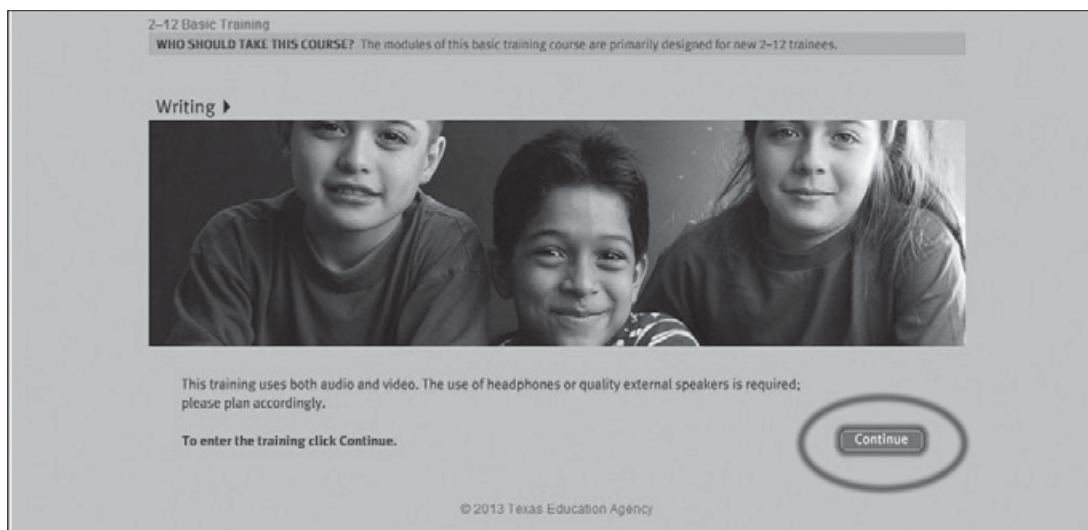 2–12 Basic Training
WHO SHOULD TAKE THIS COURSE? The modules of this basic training course are primarily designed for new 2–12 trainees.
Writing
This training uses both audio and video. The use of headphones or quality external speakers is required;
please plan accordingly.
To enter the training click Continue.
Continue
© 2013 Texas Education Agency